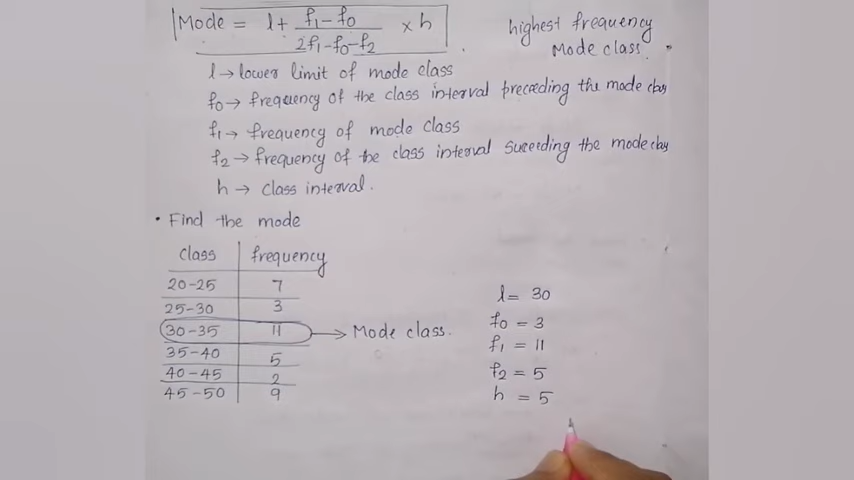 Mode = l + f1-f0 / 2f1-f0-f2 × h
highest frequency
Mode class.
l → lower limit of mode class
f0 → frequency of the class interval preceeding the mode class
f1 → frequency of mode class
f2 → frequency of the class interval suceeding the mode class
h → class interval.
• Find the mode
class frequency
20-25 7
25-30 3
30-35 11 → Mode class.
35-40 5
40-45 2
45-50 9
l = 30
f0 = 3
f1 = 11
f2 = 5
h = 5